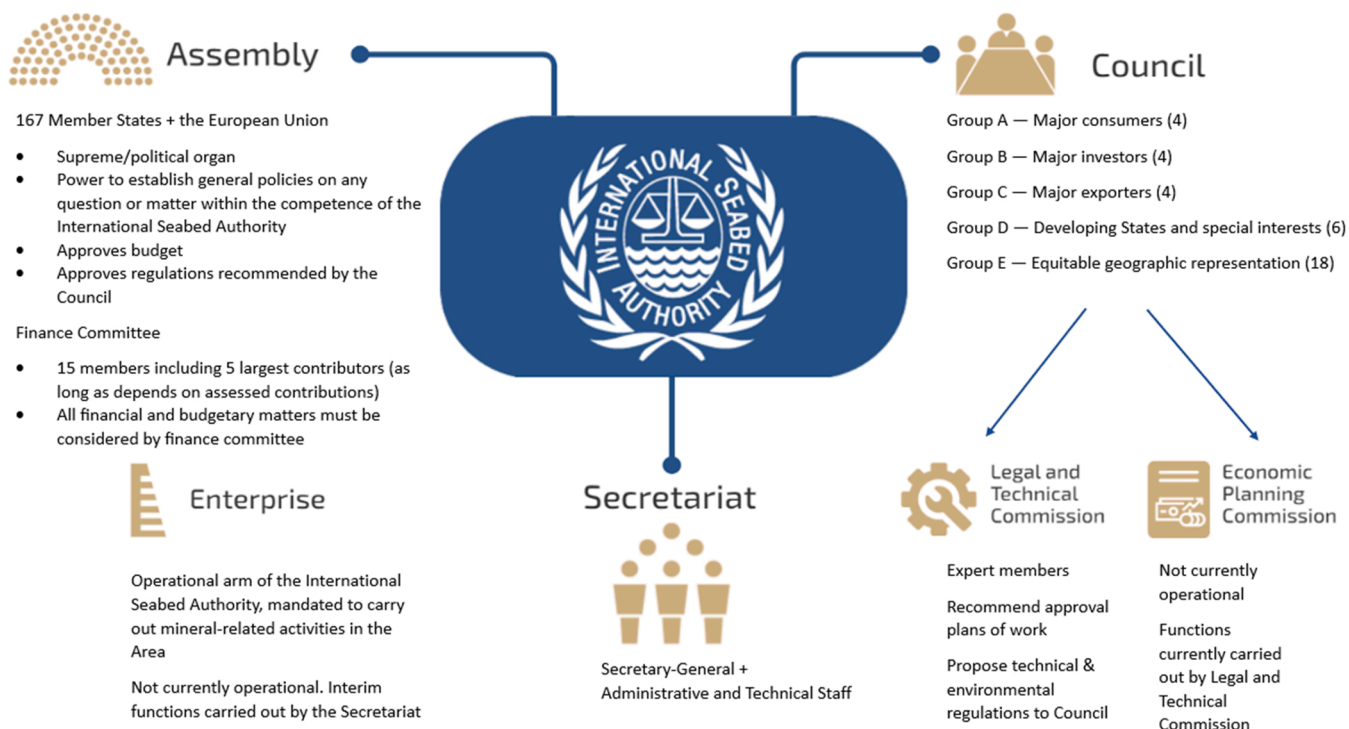 Assembly
167 Member States + the European Union
• Supreme/political organ
• Power to establish general policies on any
question or matter within the competence of the
International Seabed Authority
• Approves budget
• Approves regulations recommended by the
Council
Finance Committee
• 15 members including 5 largest contributors (as
long as depends on assessed contributions)
• All financial and budgetary matters must be
considered by finance committee
INTERNATIONAL SEABED
AUTHORITY
Council
Group A — Major consumers (4)
Group B — Major investors (4)
Group C — Major exporters (4)
Group D — Developing States and special interests (6)
Group E — Equitable geographic representation (18)
Enterprise
Operational arm of the International
Seabed Authority, mandated to carry
out mineral-related activities in the
Area
Not currently operational. Interim
functions carried out by the Secretariat
Secretariat
Secretary-General +
Administrative and Technical Staff
Legal and
Technical
Commission
Expert members
Recommend approval
plans of work
Propose technical &
environmental
regulations to Council
Economic
Planning
Commission
Not currently
operational
Functions
currently carried
out by Legal and
Technical
Commission